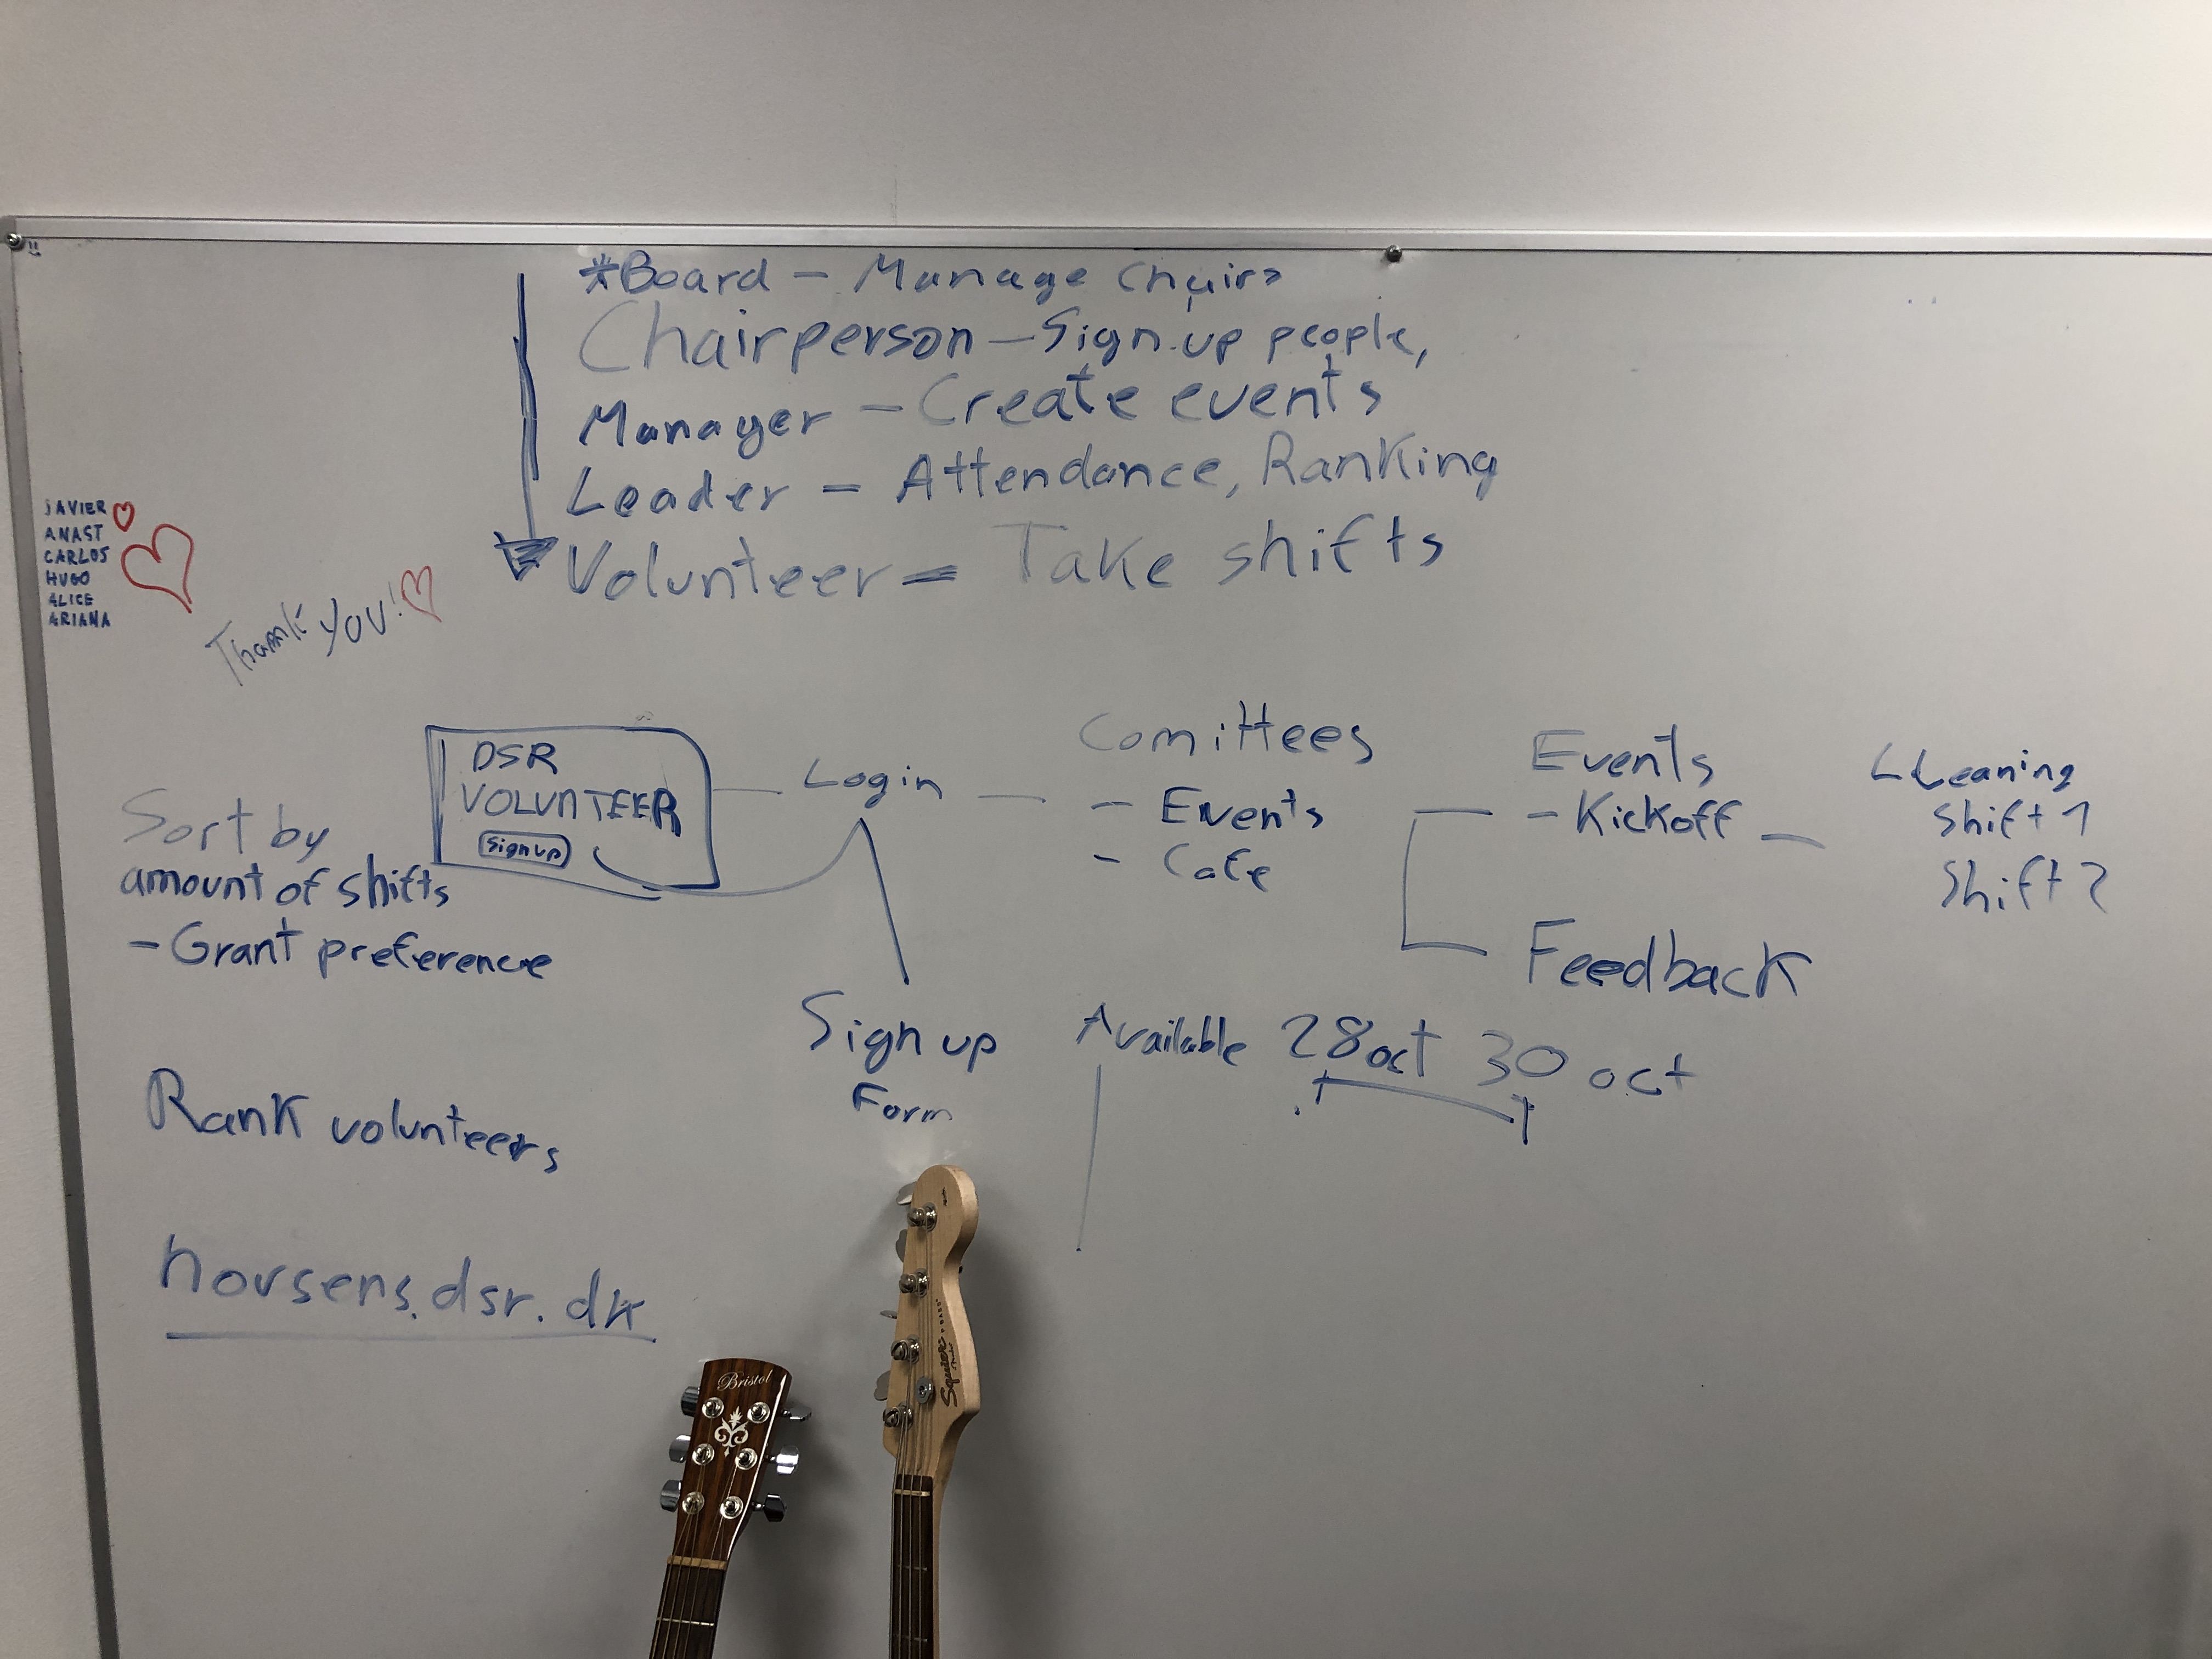 *Board - Manage Chairs
Chairperson - Sign up people,
Manager - Create events
Leader - Attendance, Ranking
Volunteer = Take shifts
JAVIER
ANAST
CARLOS
HUGO
ALICE
ARIANA
Thank you!
DSR
VOLUNTEER
Sign up
Login
Comittees
- Events
- Cafe
Events
- Kickoff
Cleaning
Shift 1
Shift 2
Feedback
Sort by
amount of shifts
- Grant preference
Sign up
Form
Available 28 oct 30 oct
Rank volunteers
horsens.dsr.dk
Bristol
Squier